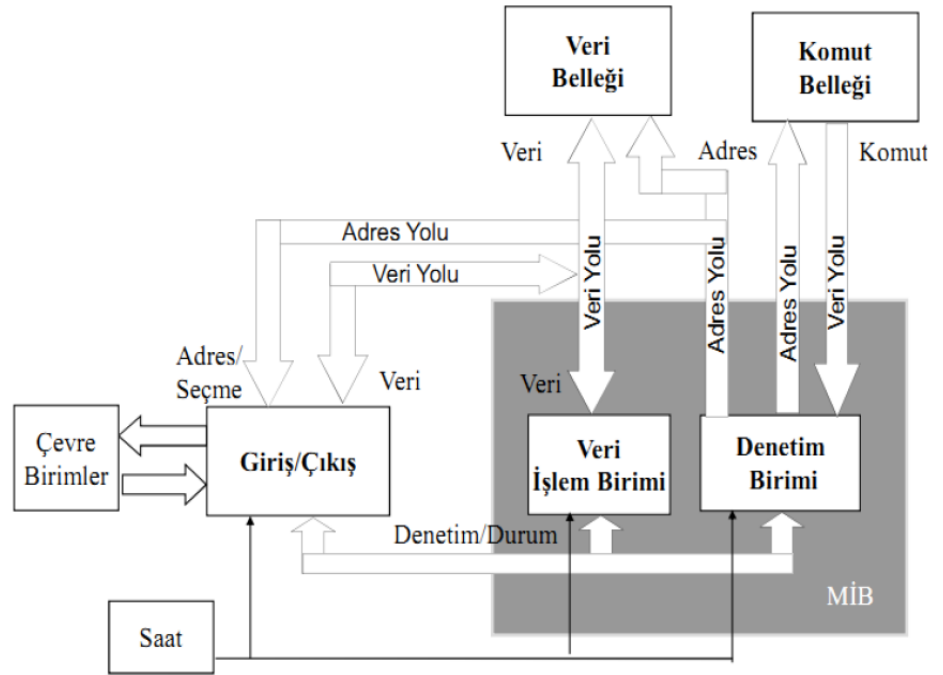 Veri
Belleği
Komut
Belleği
Veri
Adres
Komut
Adres Yolu
Veri Yolu
Veri Yolu
Adres Yolu
Adres Yolu
Veri Yolu
Adres/
Seçme
Veri
Veri
Çevre
Birimler
Giriş/Çıkış
Veri
İşlem Birimi
Denetim
Birimi
Denetim/Durum
MİB
Saat